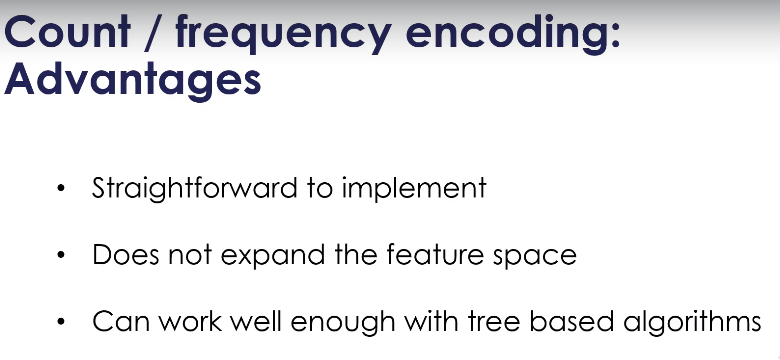 Count / frequency encoding:
Advantages
• Straightforward to implement
• Does not expand the feature space
• Can work well enough with tree based algorithms